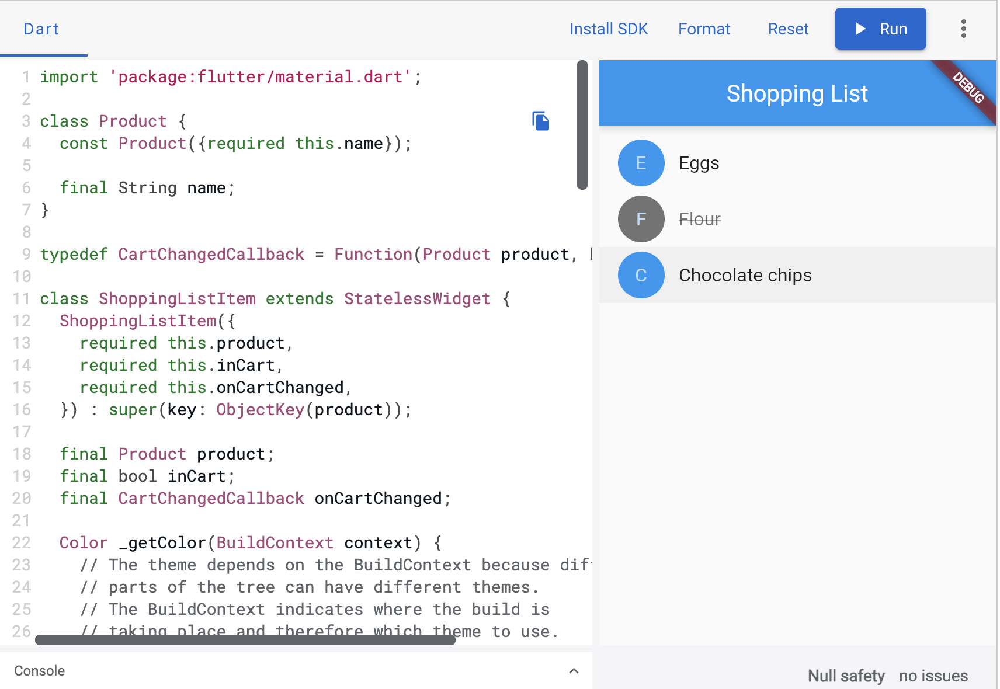 Dart
Install SDK
Format
Reset
Run
1 import 'package:flutter/material.dart';
2
3 class Product {
4   const Product({required this.name});
5
6   final String name;
7 }
8
9 typedef CartChangedCallback = Function(Product product,
10
11 class ShoppingListItem extends StatelessWidget {
12   ShoppingListItem({
13     required this.product,
14     required this.inCart,
15     required this.onCartChanged,
16   }) : super(key: ObjectKey(product));
17
18   final Product product;
19   final bool inCart;
20   final CartChangedCallback onCartChanged;
21
22   Color _getColor(BuildContext context) {
23     // The theme depends on the BuildContext because
24     // parts of the tree can have different themes.
25     // The BuildContext indicates where the build is
26     // taking place and therefore which theme to use.
Console
Shopping List
DEBUG
E Eggs
F Flour
C Chocolate chips
Null safety no issues